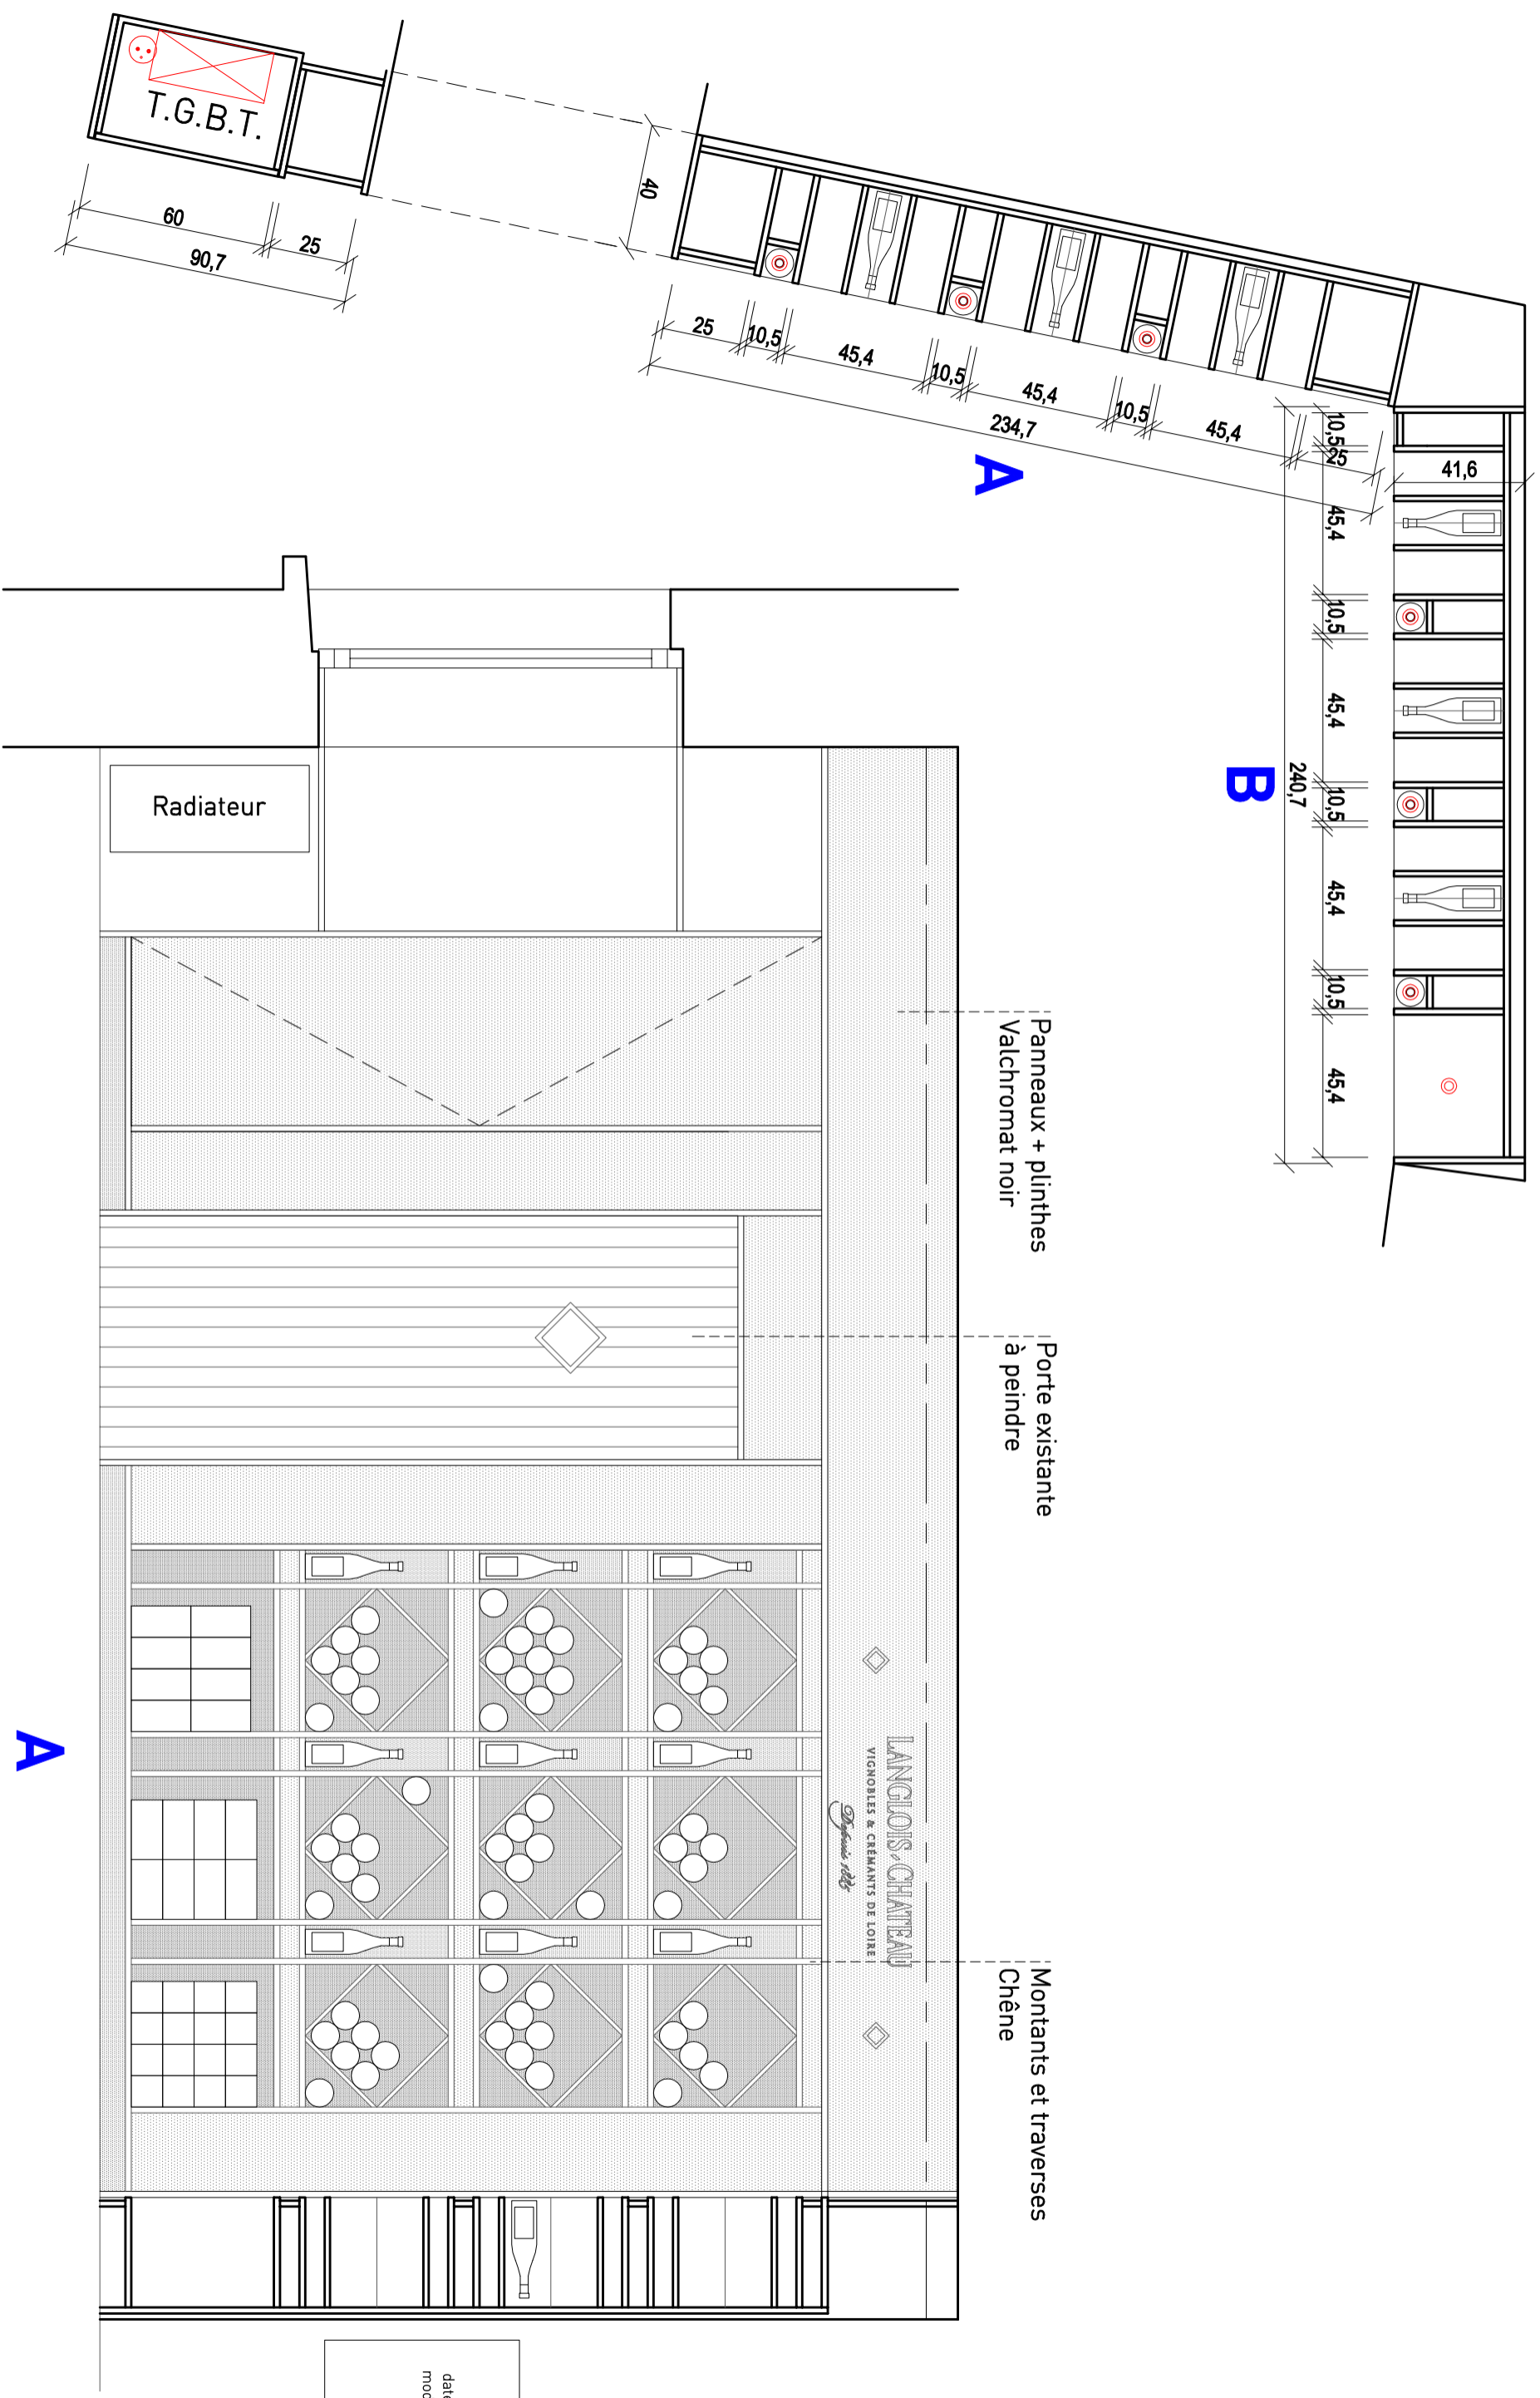 T.G.B.T.
60
25
90,7
40
25
10,5
45,4
10,5
45,4
10,5
45,4
25
234,7
A
10,5
45,4
10,5
45,4
10,5
45,4
10,5
45,4
240,7
41,6
B
Radiateur
Panneaux + plinthes
Valchromat noir
Porte existante
à peindre
Montants et traverses
Chêne
LANGLOIS-CHATEAU
VIGNOBLES & CRÉMANTS DE LOIRE
Depuis 1885
A